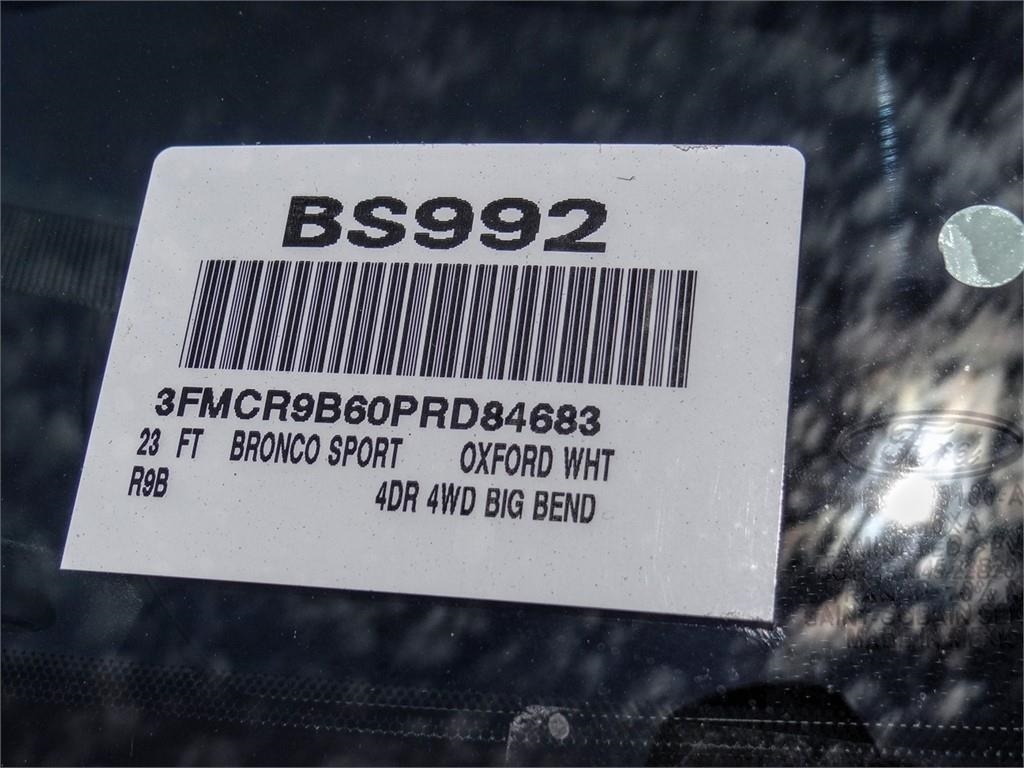 BS992
3FMCR9B60PRD84683
23 FT BRONCO SPORT OXFORD WHT
R9B 4DR 4WD BIG BEND